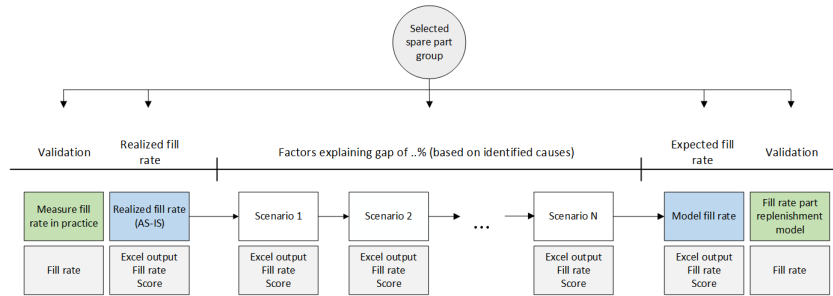 Selected
spare part
group
Validation
Realized fill
rate
Factors explaining gap of ..% (based on identified causes)
Expected fill
rate
Validation
Measure fill
rate in practice
Realized fill rate
(AS-IS)
Scenario 1
Scenario 2
...
Scenario N
Model fill rate
Fill rate part
replenishment
model
Fill rate
Excel output
Fill rate
Score
Excel output
Fill rate
Score
Excel output
Fill rate
Score
Excel output
Fill rate
Score
Excel output
Fill rate
Score
Fill rate